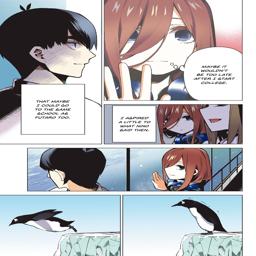 MAYBE IT
WOULDN'T
BE TOO LATE
AFTER I START
COLLEGE.
THAT MAYBE
I COULD GO
TO THE SAME
SCHOOL AS
FUTARO TOO.
I ASPIRED
A LITTLE TO
WHAT NINO
SAID THEN.